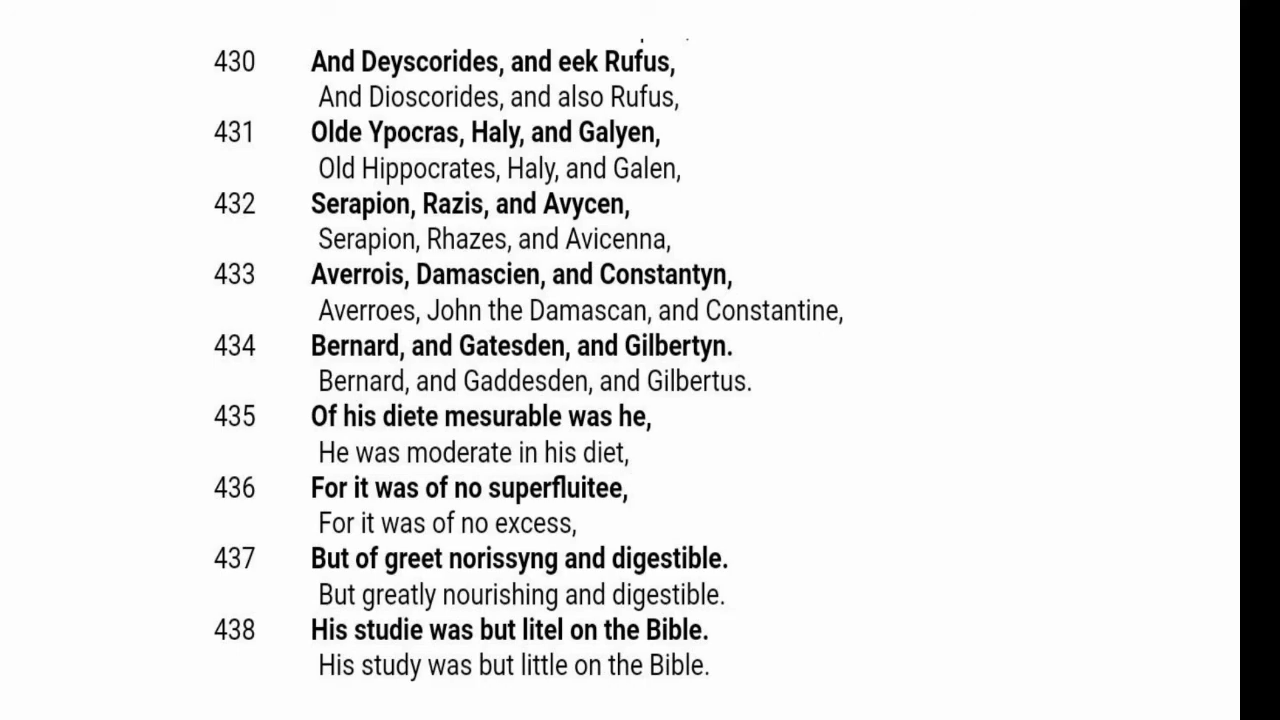 430 And Deyscorides, and eek Rufus,
And Dioscorides, and also Rufus,
431 Olde Ypocras, Haly, and Galyen,
Old Hippocrates, Haly, and Galen,
432 Serapion, Razis, and Avycen,
Serapion, Rhazes, and Avicenna,
433 Averrois, Damascien, and Constantyn,
Averroes, John the Damascan, and Constantine,
434 Bernard, and Gatesden, and Gilbertyn.
Bernard, and Gaddesden, and Gilbertus.
435 Of his diete mesurable was he,
He was moderate in his diet,
436 For it was of no superfluitee,
For it was of no excess,
437 But of greet norissyng and digestible.
But greatly nourishing and digestible.
438 His studie was but litel on the Bible.
His study was but little on the Bible.